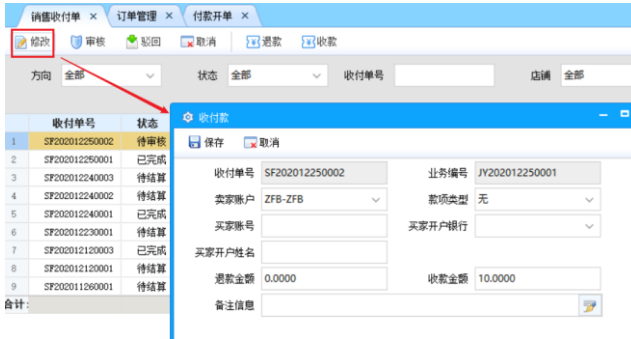 销售收付单 × 订单管理 × 付款开单 ×
修改 审核 驳回 取消 退款 收款
方向 全部 状态 全部 收付单号 店铺 全部
收付单号 状态
1 SF202012250002 待审核
2 SF202012250001 已完成
3 SF202012240003 待结算
4 SF202012240002 待结算
5 SF202012240001 已完成
6 SF202012230001 待结算
7 SF202012120003 已完成
8 SF202012120001 待结算
9 SF202011260001 待结算
合计:
收付款
保存 取消
收付单号 SF202012250002 业务编号 JY202012250001
卖家账户 ZFB-ZFB 款项类型 无
买家账号 买家开户银行
买家开户姓名
退款金额 0.0000 收款金额 10.0000
备注信息